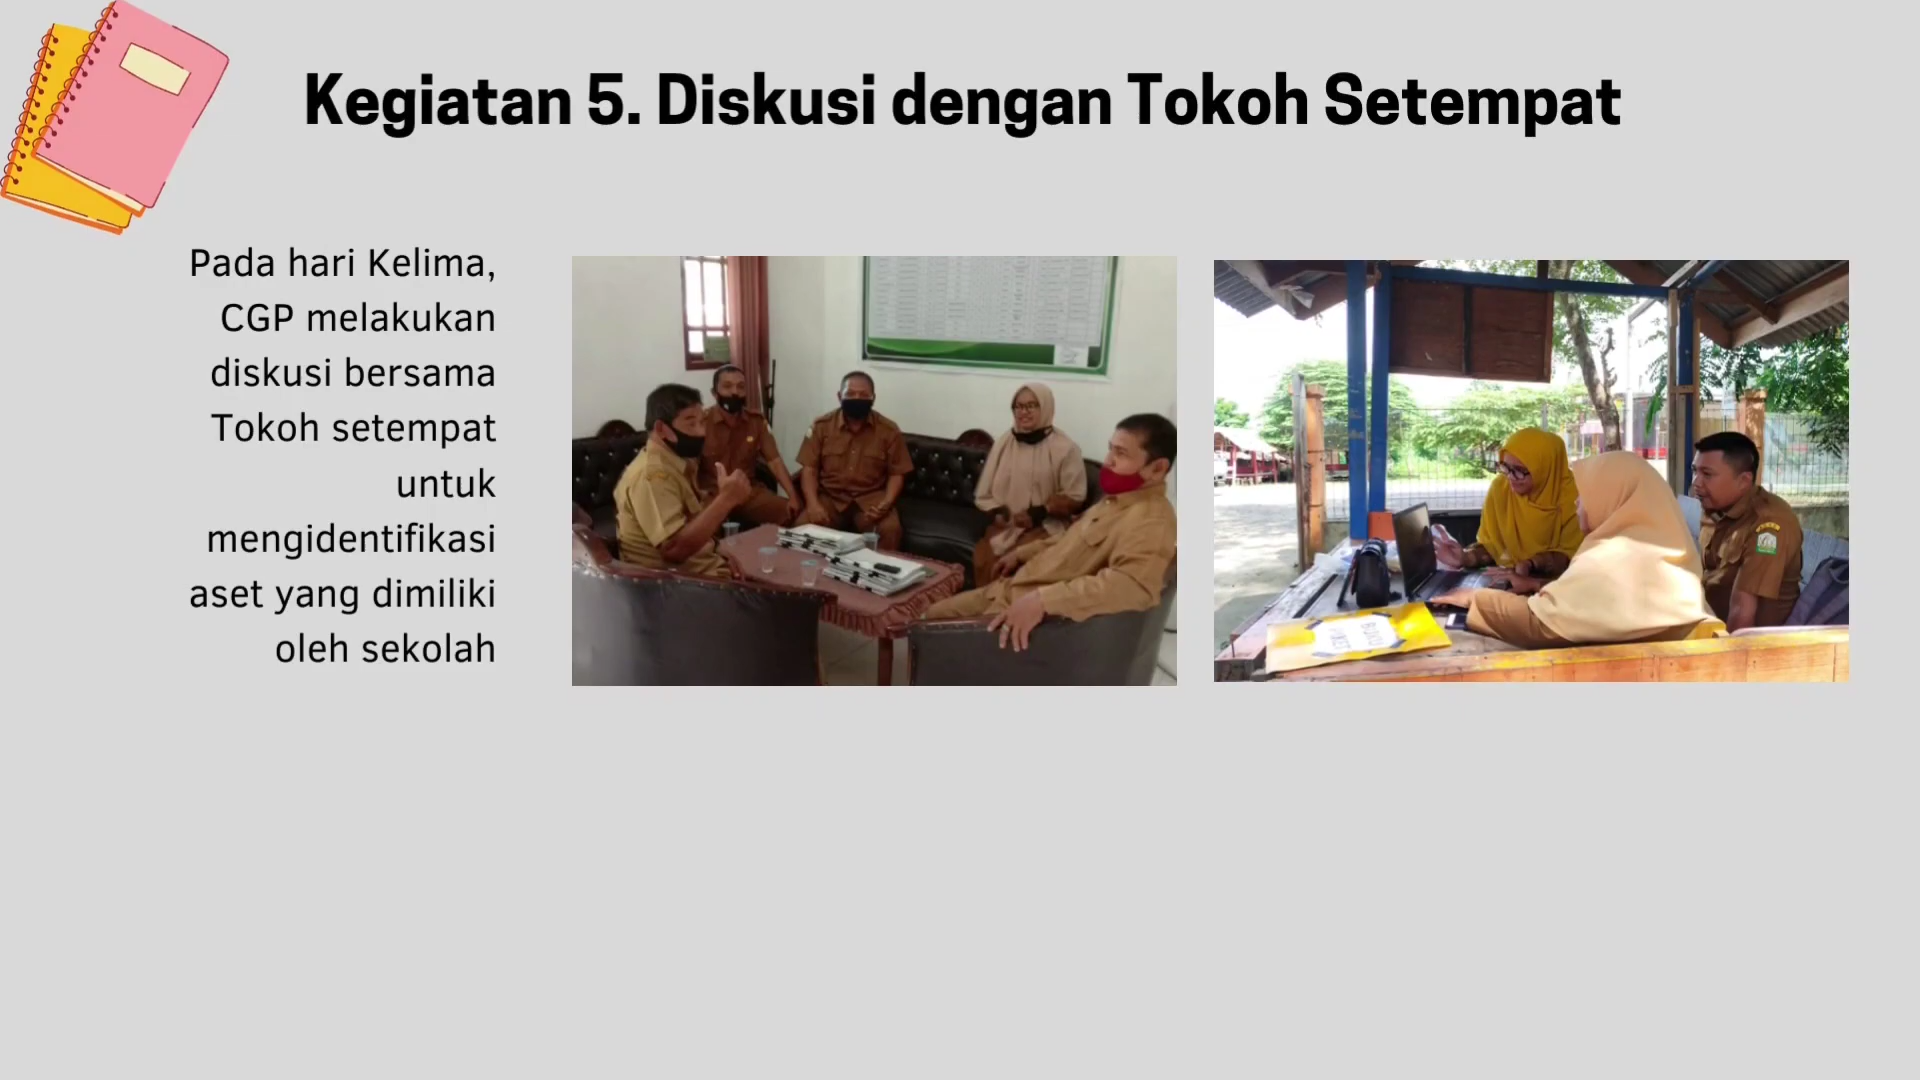 Kegiatan 5. Diskusi dengan Tokoh Setempat
Pada hari Kelima,
CGP melakukan
diskusi bersama
Tokoh setempat
untuk
mengidentifikasi
aset yang dimiliki
oleh sekolah